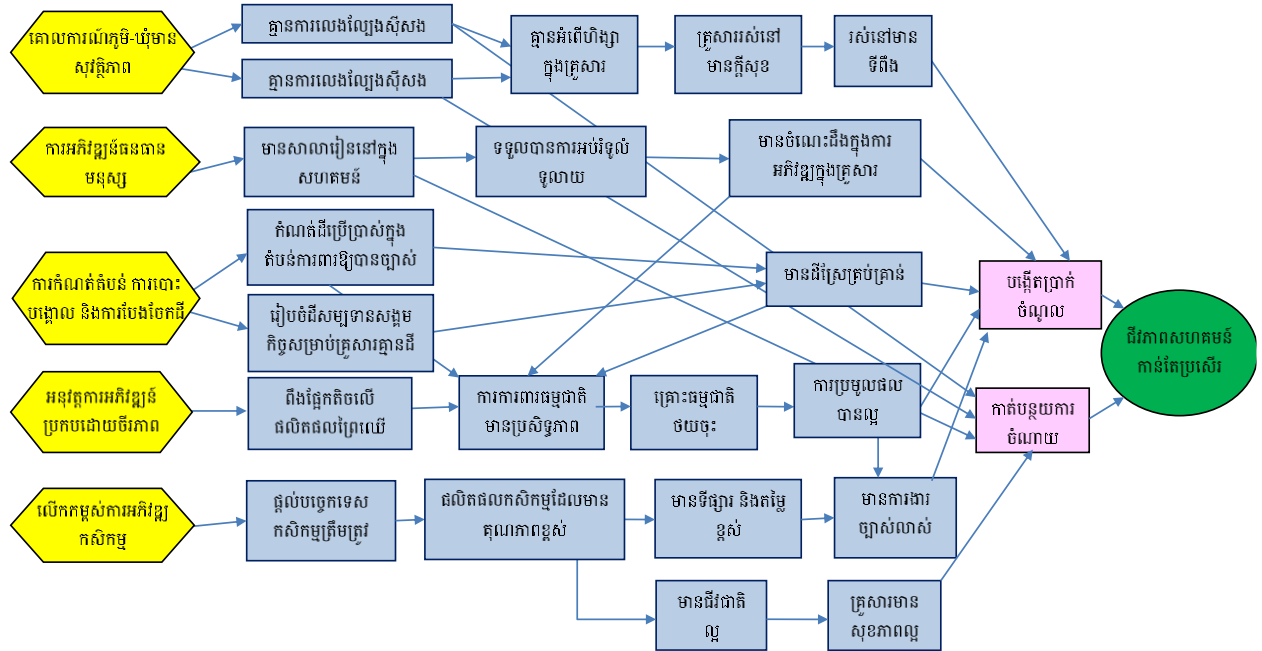 គោលការណ៍ភូមិ-ឃុំមាន
សុវត្ថិភាព
គ្មានការលេងល្បែងស៊ីសង
គ្មានការលេងល្បែងស៊ីសង
គ្មានអំពើហិង្សា
ក្នុងគ្រួសារ
គ្រួសាររស់នៅ
មានក្តីសុខ
រស់នៅមាន
ទីពឹង
ការអភិវឌ្ឍន៍ធនធាន
មនុស្ស
មានសាលារៀននៅក្នុង
សហគមន៍
ទទួលបានការអប់រំទូលំ
ទូលាយ
មានចំណេះដឹងក្នុងការ
អភិវឌ្ឍក្នុងគ្រួសារ
ការកំណត់តំបន់ ការបោះ
បង្គោល និងការបែងចែកដី
កំណត់ដីប្រើប្រាស់ក្នុង
តំបន់ការពារឱ្យបានច្បាស់
រៀបចំដីសម្បទានសង្គម
កិច្ចសម្រាប់គ្រួសារគ្មានដី
មានដីស្រែគ្រប់គ្រាន់
បង្កើតប្រាក់
ចំណូល
ជីវភាពសហគមន៍
កាន់តែប្រសើរ
អនុវត្តការអភិវឌ្ឍន៍
ប្រកបដោយចីរភាព
ពឹងផ្អែកតិចលើ
ផលិតផលព្រៃឈើ
ការការពារធម្មជាតិ
មានប្រសិទ្ធភាព
គ្រោះធម្មជាតិ
ថយចុះ
ការប្រមូលផល
បានល្អ
កាត់បន្ថយការ
ចំណាយ
លើកកម្ពស់ការអភិវឌ្ឍ
កសិកម្ម
ផ្តល់បច្ចេកទេស
កសិកម្មត្រឹមត្រូវ
ផលិតផលកសិកម្មដែលមាន
គុណភាពខ្ពស់
មានទីផ្សារ និងតម្លៃ
ខ្ពស់
មានការងារ
ច្បាស់លាស់
មានជីវជាតិ
ល្អ
គ្រួសារមាន
សុខភាពល្អ